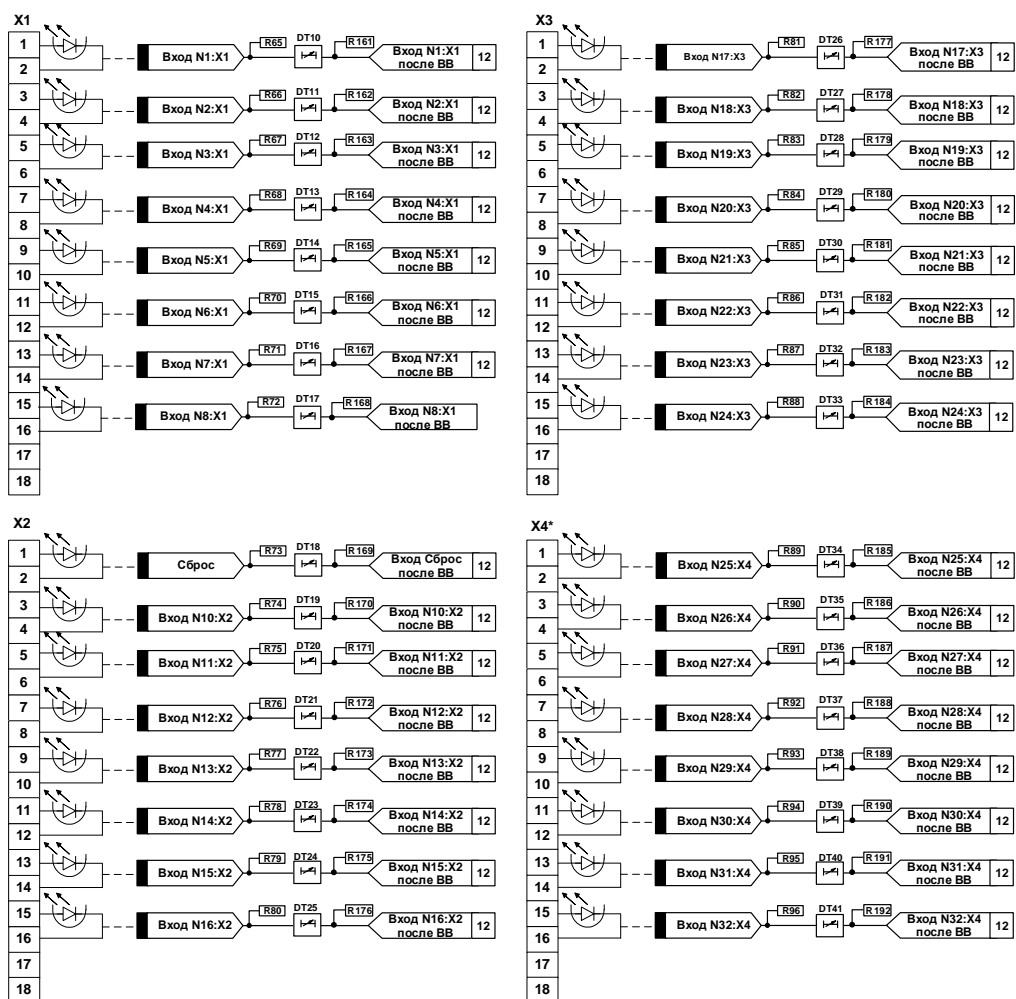 X1
1
2
3
4
5
6
7
8
9
10
11
12
13
14
15
16
17
18
Вход N1:X1 R65 DT10 R161 Вход N1:X1 после ВВ 12
Вход N2:X1 R66 DT11 R162 Вход N2:X1 после ВВ 12
Вход N3:X1 R67 DT12 R163 Вход N3:X1 после ВВ 12
Вход N4:X1 R68 DT13 R164 Вход N4:X1 после ВВ 12
Вход N5:X1 R69 DT14 R165 Вход N5:X1 после ВВ 12
Вход N6:X1 R70 DT15 R166 Вход N6:X1 после ВВ 12
Вход N7:X1 R71 DT16 R167 Вход N7:X1 после ВВ 12
Вход N8:X1 R72 DT17 R168 Вход N8:X1 после ВВ
X3
1
2
3
4
5
6
7
8
9
10
11
12
13
14
15
16
17
18
Вход N17:X3 R81 DT26 R177 Вход N17:X3 после ВВ 12
Вход N18:X3 R82 DT27 R178 Вход N18:X3 после ВВ 12
Вход N19:X3 R83 DT28 R179 Вход N19:X3 после ВВ 12
Вход N20:X3 R84 DT29 R180 Вход N20:X3 после ВВ 12
Вход N21:X3 R85 DT30 R181 Вход N21:X3 после ВВ 12
Вход N22:X3 R86 DT31 R182 Вход N22:X3 после ВВ 12
Вход N23:X3 R87 DT32 R183 Вход N23:X3 после ВВ 12
Вход N24:X3 R88 DT33 R184 Вход N24:X3 после ВВ 12
X2
1
2
3
4
5
6
7
8
9
10
11
12
13
14
15
16
17
18
Сброс R73 DT18 R169 Вход Сброс после ВВ 12
Вход N10:X2 R74 DT19 R170 Вход N10:X2 после ВВ 12
Вход N11:X2 R75 DT20 R171 Вход N11:X2 после ВВ 12
Вход N12:X2 R76 DT21 R172 Вход N12:X2 после ВВ 12
Вход N13:X2 R77 DT22 R173 Вход N13:X2 после ВВ 12
Вход N14:X2 R78 DT23 R174 Вход N14:X2 после ВВ 12
Вход N15:X2 R79 DT24 R175 Вход N15:X2 после ВВ 12
Вход N16:X2 R80 DT25 R176 Вход N16:X2 после ВВ 12
X4*
1
2
3
4
5
6
7
8
9
10
11
12
13
14
15
16
17
18
Вход N25:X4 R89 DT34 R185 Вход N25:X4 после ВВ 12
Вход N26:X4 R90 DT35 R186 Вход N26:X4 после ВВ 12
Вход N27:X4 R91 DT36 R187 Вход N27:X4 после ВВ 12
Вход N28:X4 R92 DT37 R188 Вход N28:X4 после ВВ 12
Вход N29:X4 R93 DT38 R189 Вход N29:X4 после ВВ 12
Вход N30:X4 R94 DT39 R190 Вход N30:X4 после ВВ 12
Вход N31:X4 R95 DT40 R191 Вход N31:X4 после ВВ 12
Вход N32:X4 R96 DT41 R192 Вход N32:X4 после ВВ 12